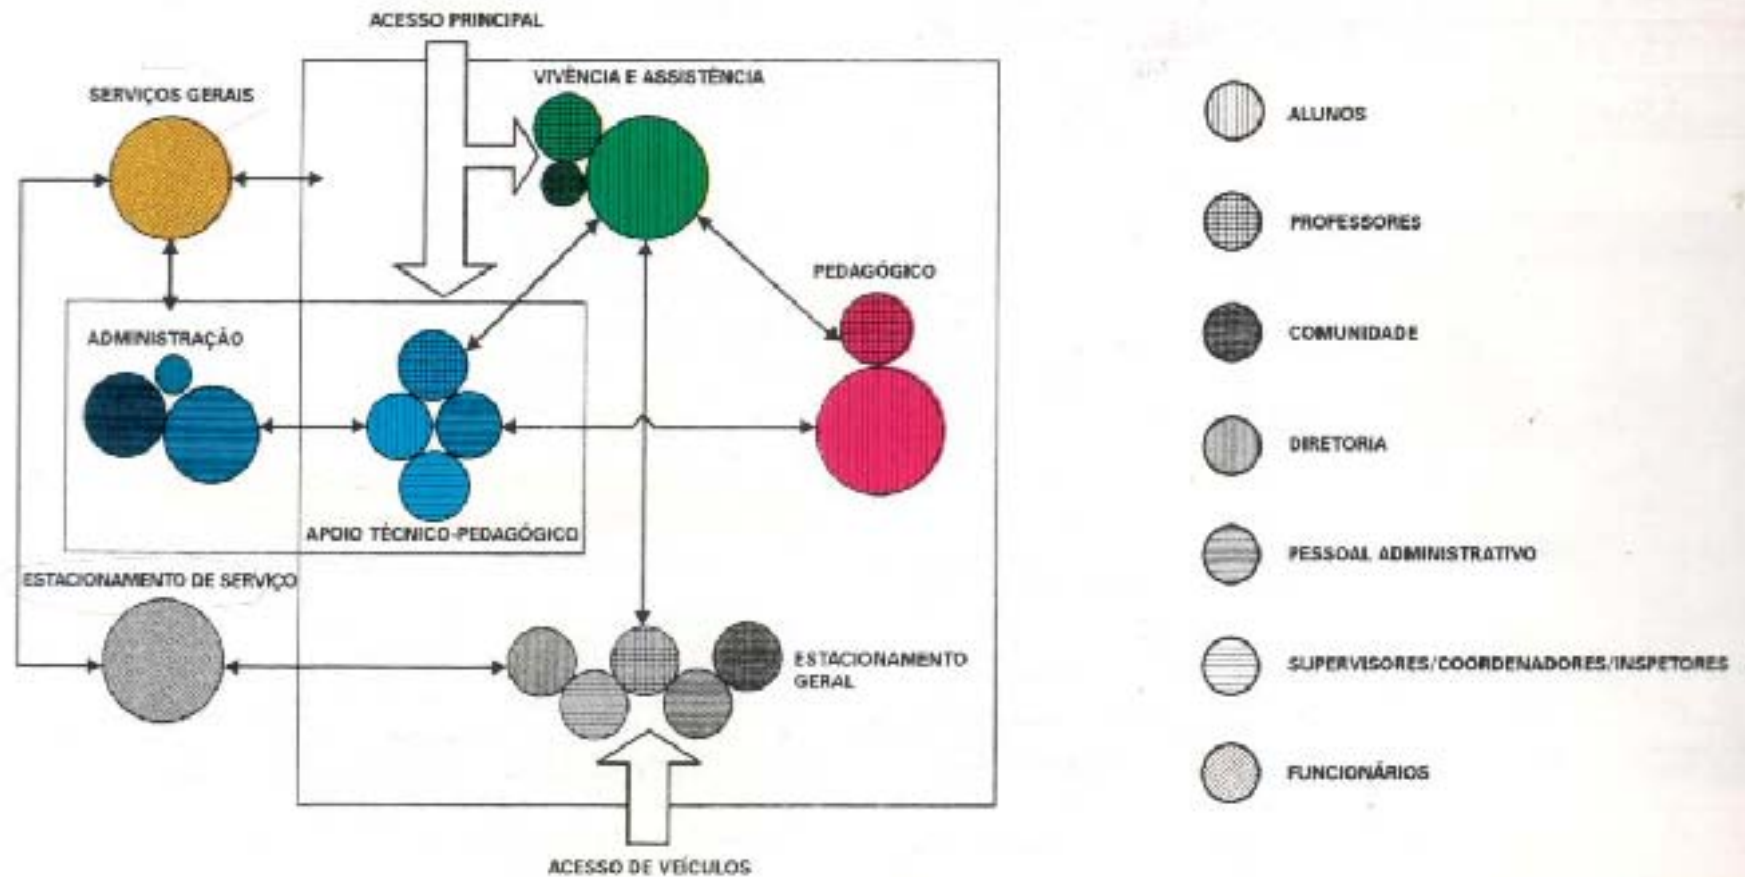 ACESSO PRINCIPAL
VIVÊNCIA E ASSISTÊNCIA
SERVIÇOS GERAIS
PEDAGÓGICO
ADMINISTRAÇÃO
APOIO TÉCNICO-PEDAGÓGICO
ESTACIONAMENTO DE SERVIÇO
ESTACIONAMENTO
GERAL
ACESSO DE VEÍCULOS
ALUNOS
PROFESSORES
COMUNIDADE
DIRETORIA
PESSOAL ADMINISTRATIVO
SUPERVISORES/COORDENADORES/INSPETORES
FUNCIONÁRIOS